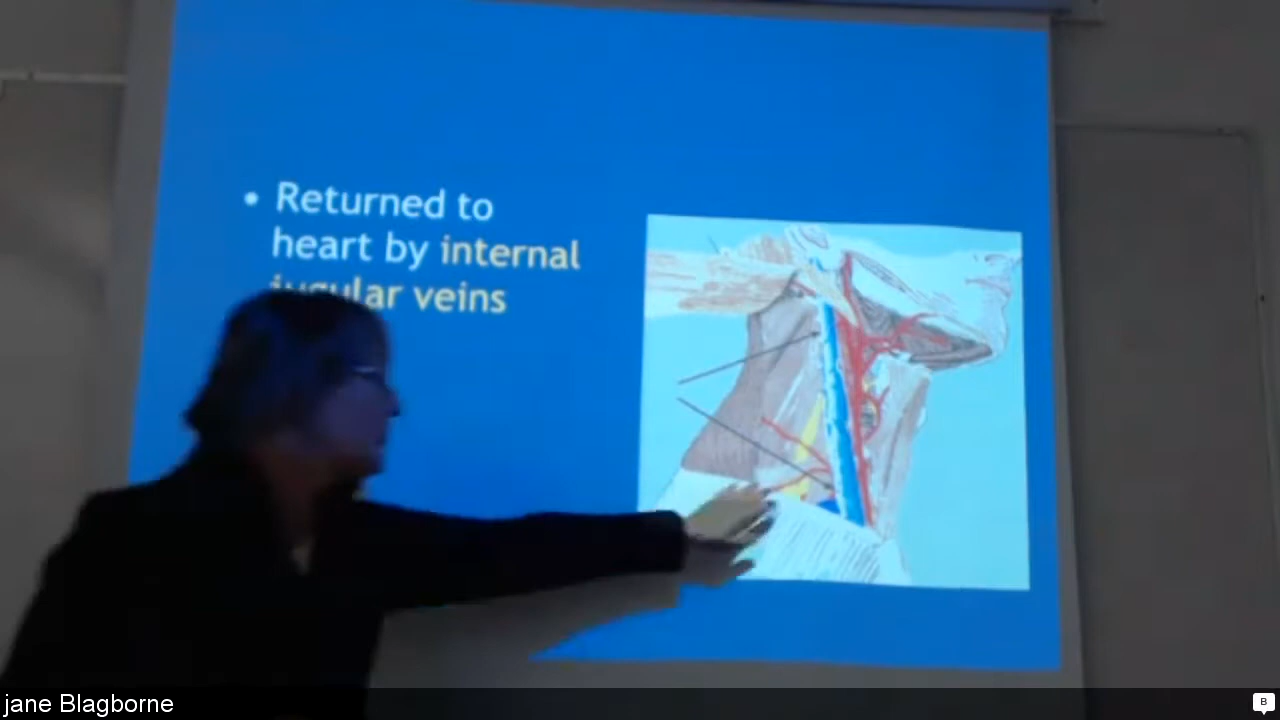 • Returned to
heart by internal
jugular veins
jane Blagborne
B